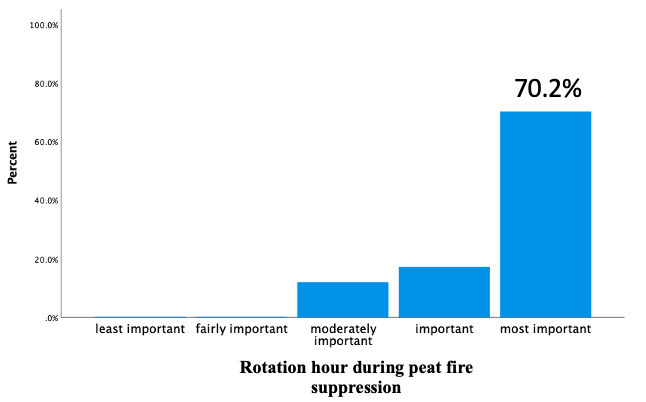 100.0%
80.0%
60.0%
40.0%
20.0%
.0%
Percent
70.2%
least important
fairly important
moderately
important
important
most important
Rotation hour during peat fire
suppression